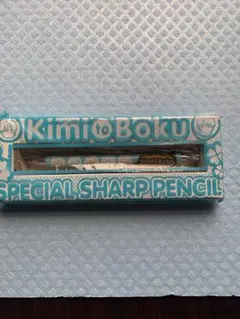 Kimi to Boku
SPECIAL SHARP PENCIL